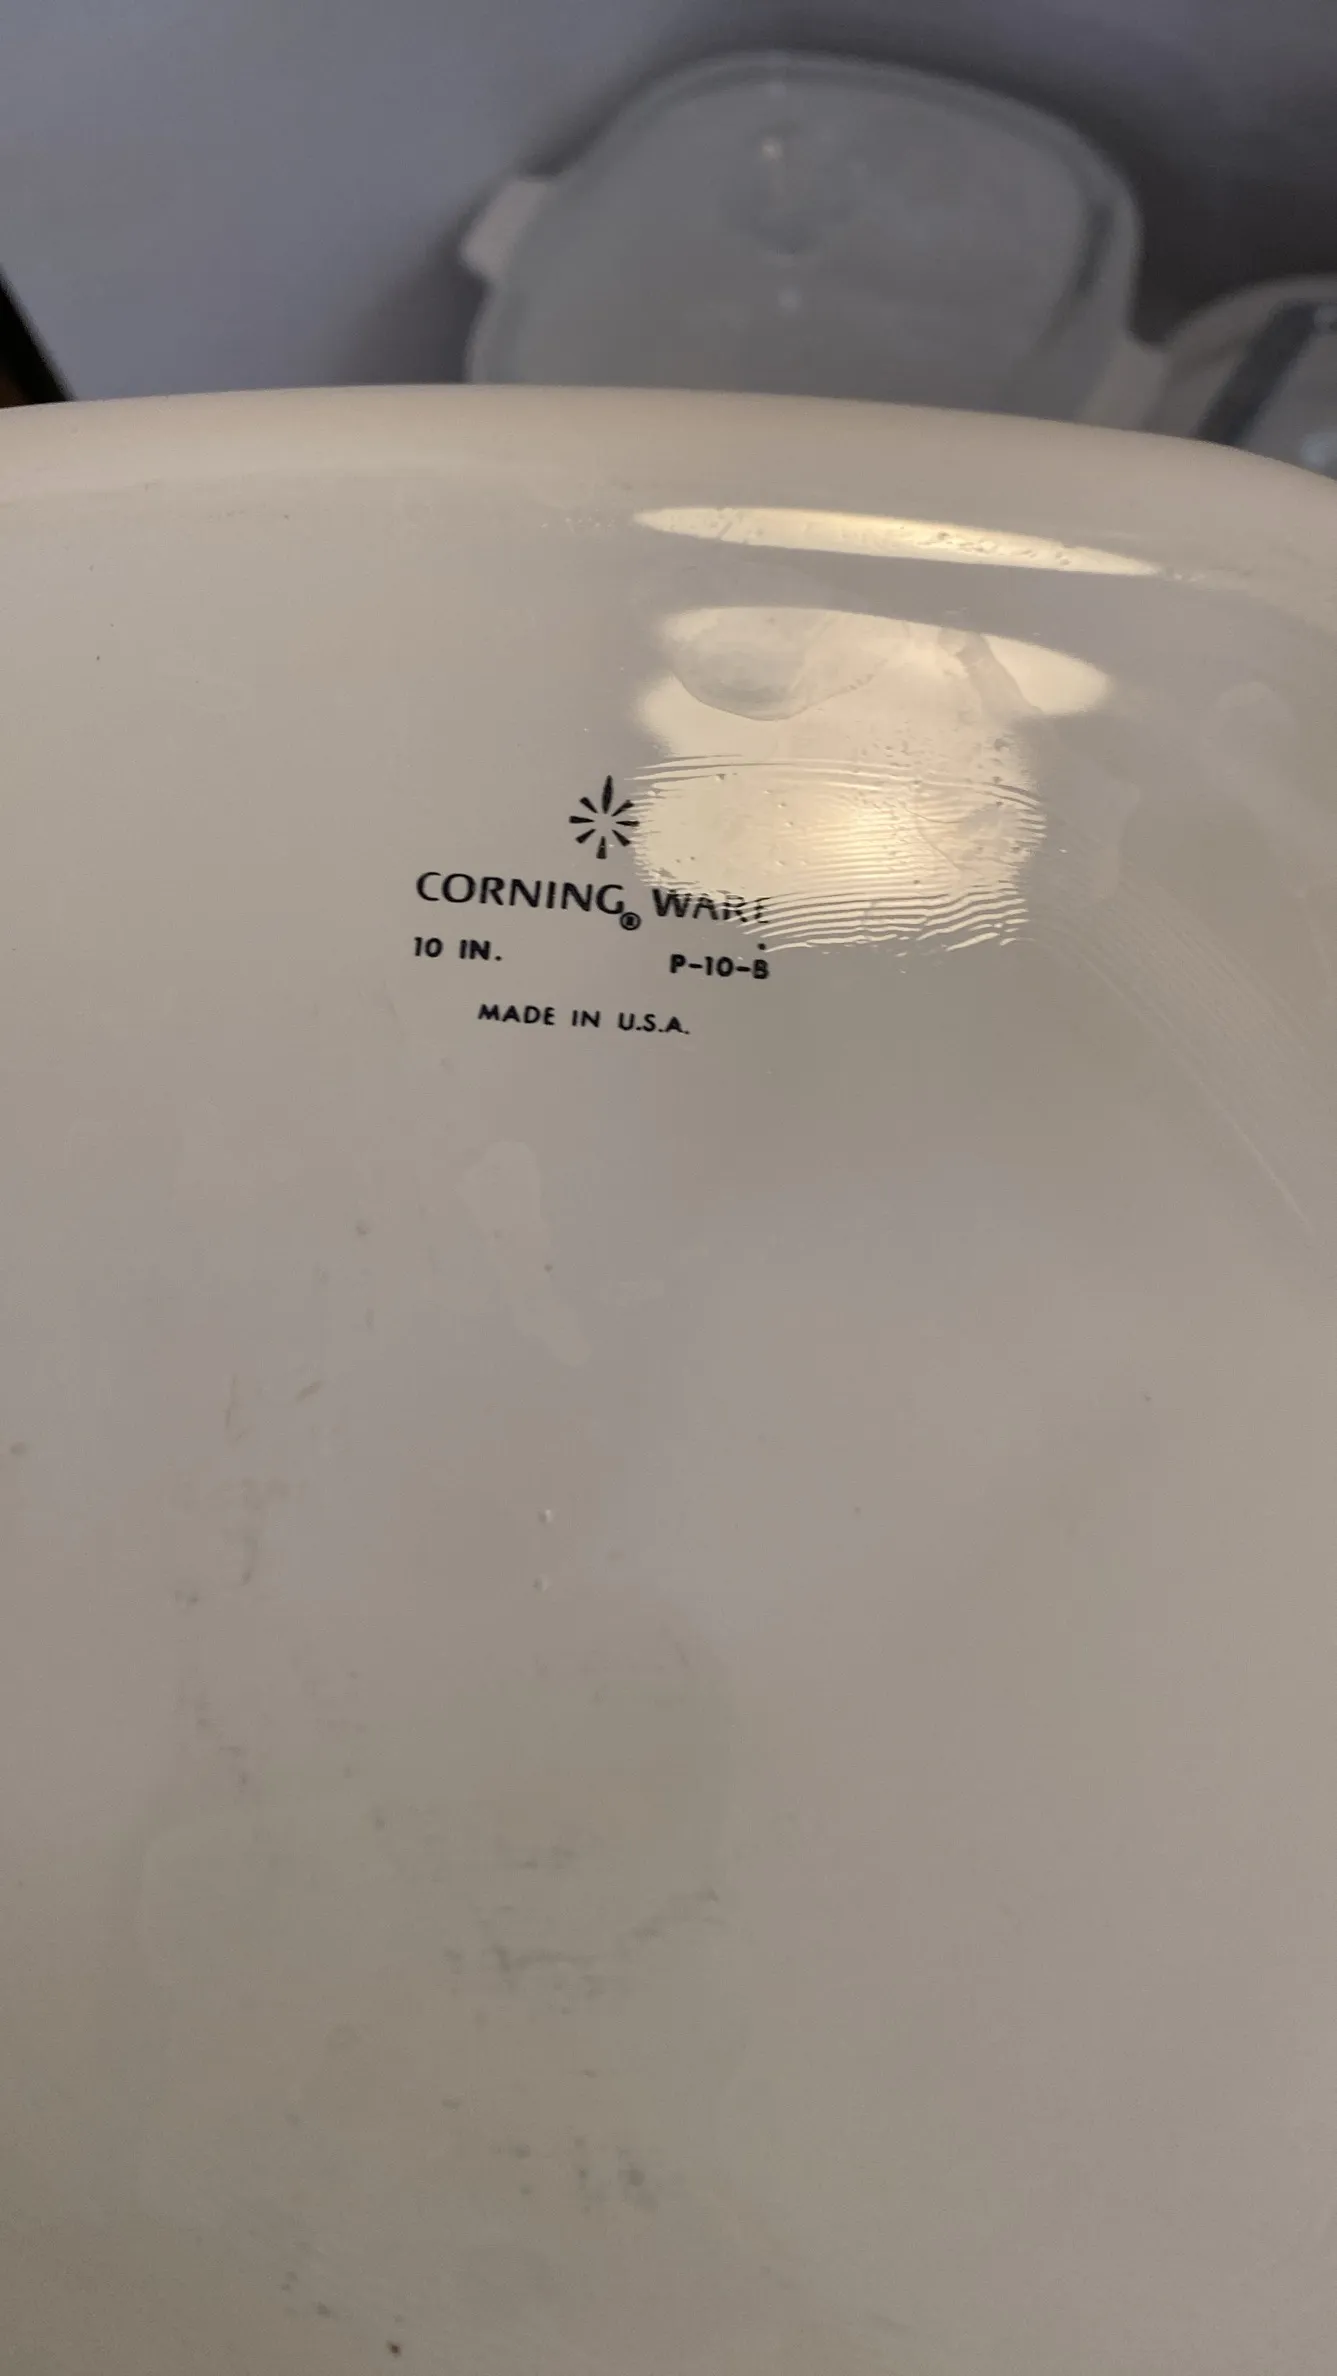 CORNING® WARE
10 IN. P-10-B
MADE IN U.S.A.